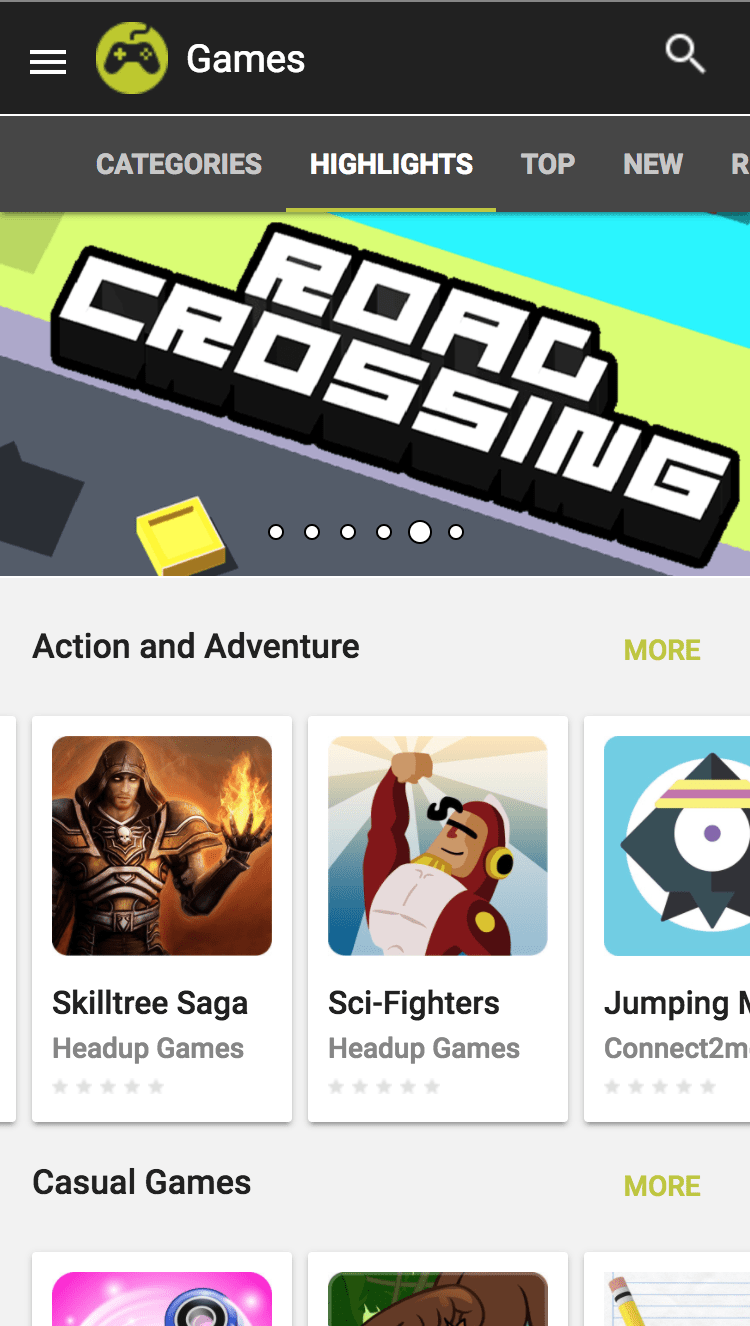 Games
CATEGORIES HIGHLIGHTS TOP NEW R
ROAD
CROSSING
Action and Adventure MORE
Skilltree Saga Sci-Fighters Jumping
Headup Games Headup Games Connect2m
Casual Games MORE